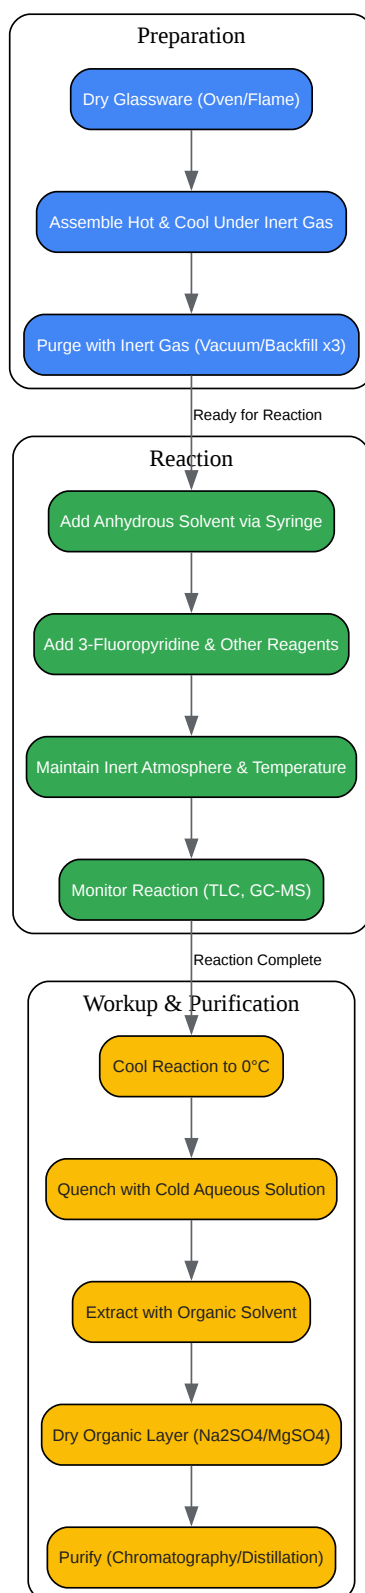 Preparation
Dry Glassware (Oven/Flame)
Assemble Hot & Cool Under Inert Gas
Purge with Inert Gas (Vacuum/Backfill x3)
Ready for Reaction
Reaction
Add Anhydrous Solvent via Syringe
Add 3-Fluoropyridine & Other Reagents
Maintain Inert Atmosphere & Temperature
Monitor Reaction (TLC, GC-MS)
Reaction Complete
Workup & Purification
Cool Reaction to 0°C
Quench with Cold Aqueous Solution
Extract with Organic Solvent
Dry Organic Layer (Na2SO4/MgSO4)
Purify (Chromatography/Distillation)